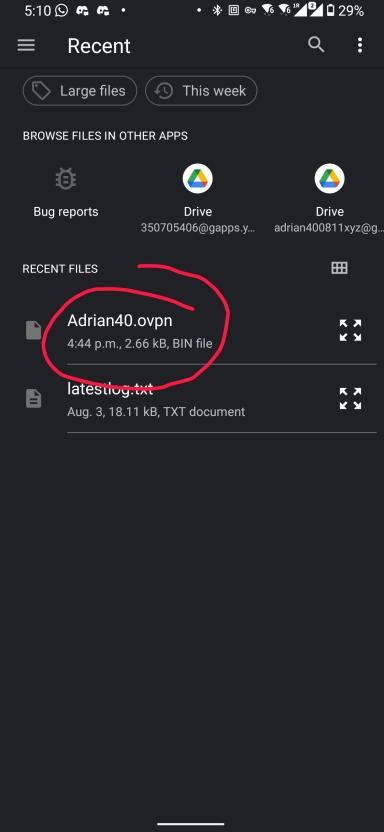 5:10
29%
Recent
Large files
This week
BROWSE FILES IN OTHER APPS
Bug reports
Drive
350705406@gapps.y...
Drive
adrian400811xyz@g...
RECENT FILES
Adrian40.ovpn
4:44 p.m., 2.66 kB, BIN file
latestlog.txt
Aug. 3, 18.11 kB, TXT document